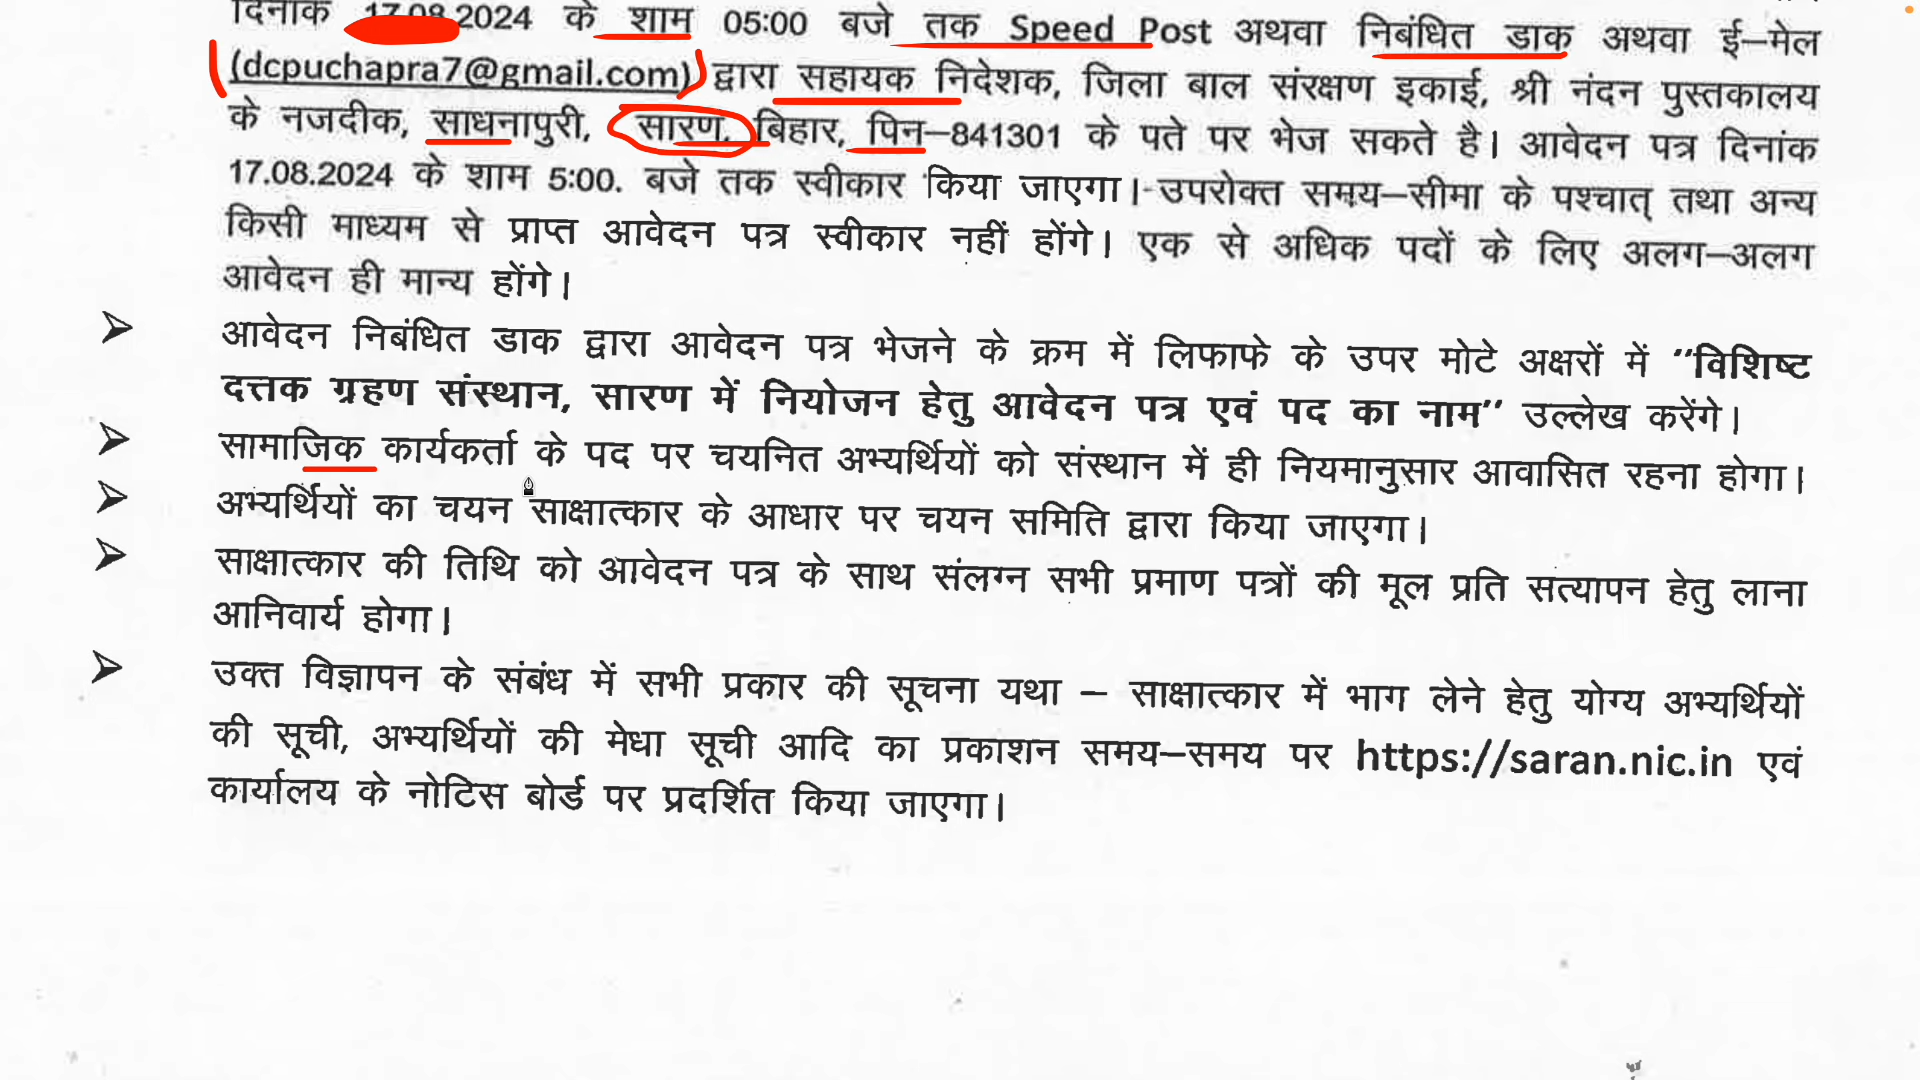 दिनांक 17.08.2024 के शाम 05:00 बजे तक Speed Post अथवा निबंधित डाक अथवा ई–मेल
(dcpuchapra7@gmail.com) द्वारा सहायक निदेशक, जिला बाल संरक्षण इकाई, श्री नंदन पुस्तकालय
के नजदीक, साधनापुरी, सारण, बिहार, पिन–841301 के पते पर भेज सकते है। आवेदन पत्र दिनांक
17.08.2024 के शाम 5:00. बजे तक स्वीकार किया जाएगा। उपरोक्त समय–सीमा के पश्चात् तथा अन्य
किसी माध्यम से प्राप्त आवेदन पत्र स्वीकार नहीं होंगे। एक से अधिक पदों के लिए अलग–अलग
आवेदन ही मान्य होंगे।
➢ आवेदन निबंधित डाक द्वारा आवेदन पत्र भेजने के क्रम में लिफाफे के उपर मोटे अक्षरों में ''विशिष्ट
दत्तक ग्रहण संस्थान, सारण में नियोजन हेतु आवेदन पत्र एवं पद का नाम'' उल्लेख करेंगे।
➢ सामाजिक कार्यकर्ता के पद पर चयनित अभ्यर्थियों को संस्थान में ही नियमानुसार आवासित रहना होगा।
➢ अभ्यर्थियों का चयन साक्षात्कार के आधार पर चयन समिति द्वारा किया जाएगा।
➢ साक्षात्कार की तिथि को आवेदन पत्र के साथ संलग्न सभी प्रमाण पत्रों की मूल प्रति सत्यापन हेतु लाना
आनिवार्य होगा।
➢ उक्त विज्ञापन के संबंध में सभी प्रकार की सूचना यथा – साक्षात्कार में भाग लेने हेतु योग्य अभ्यर्थियों
की सूची, अभ्यर्थियों की मेधा सूची आदि का प्रकाशन समय–समय पर https://saran.nic.in एवं
कार्यालय के नोटिस बोर्ड पर प्रदर्शित किया जाएगा।